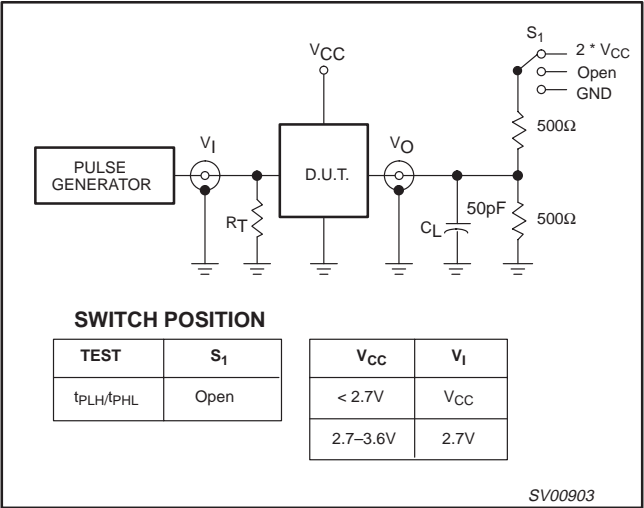 S1
2 * VCC
Open
GND
VCC
500Ω
VI
VO
PULSE
GENERATOR
D.U.T.
RT
50pF
CL
500Ω
SWITCH POSITION
TEST S1
tPLH/tPHL Open
VCC VI
< 2.7V VCC
2.7–3.6V 2.7V
SV00903